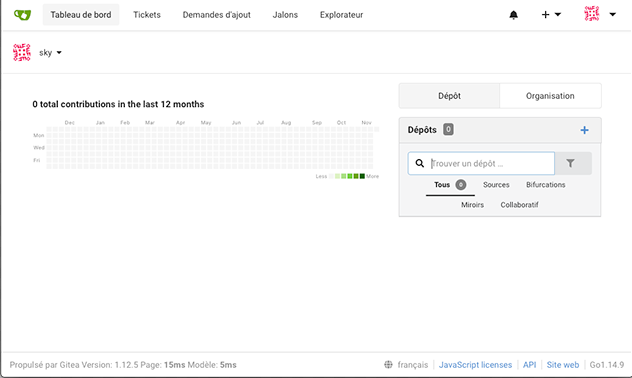 Tableau de bord Tickets Demandes d'ajout Jalons Explorateur
sky
0 total contributions in the last 12 months
Dec Jan Feb Mar Apr May Jun Jul Aug Sep Oct Nov
Mon
Wed
Fri
Less More
Dépôt Organisation
Dépôts 0
Trouver un dépôt ...
Tous 0 Sources Bifurcations
Miroirs Collaboratif
Propulsé par Gitea Version: 1.12.5 Page: 15ms Modèle: 5ms français JavaScript licenses API Site web Go1.14.9